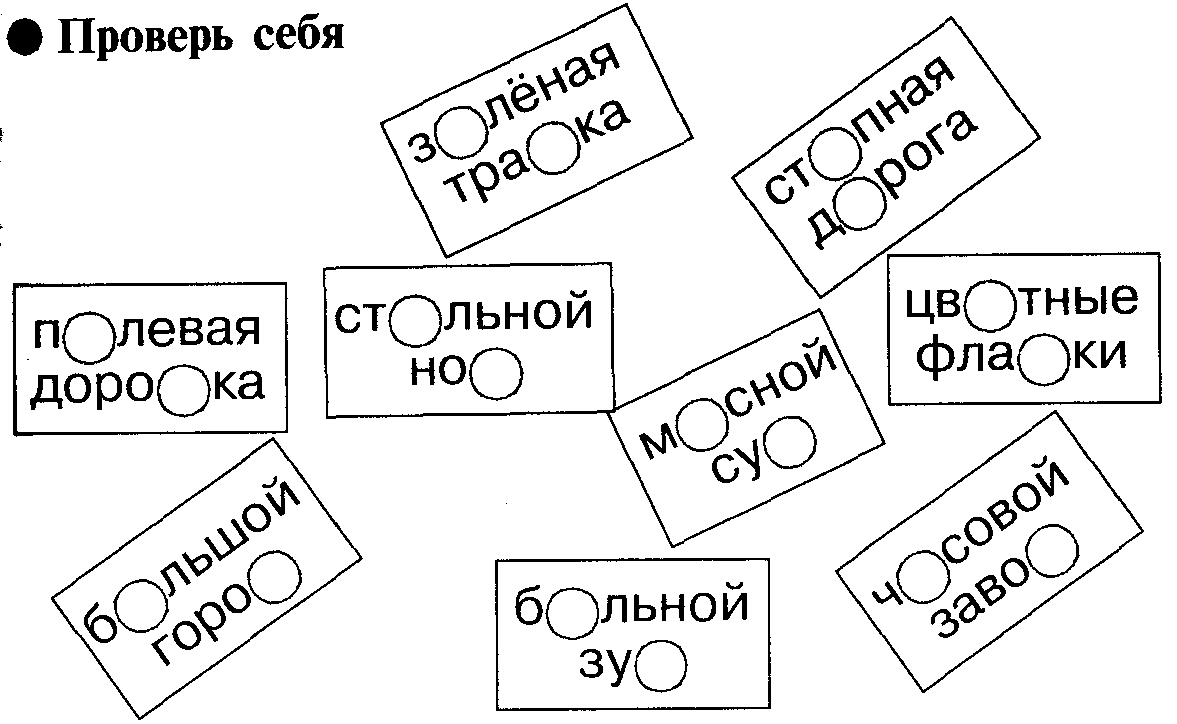 ● Проверь себя
з○лёная
тра○ка
ст○пная
д○рога
п○левая
доро○ка
ст○льной
но○
м○сной
су○
цв○тные
фла○ки
б○льшой
горо○
б○льной
зу○
ч○совой
заво○